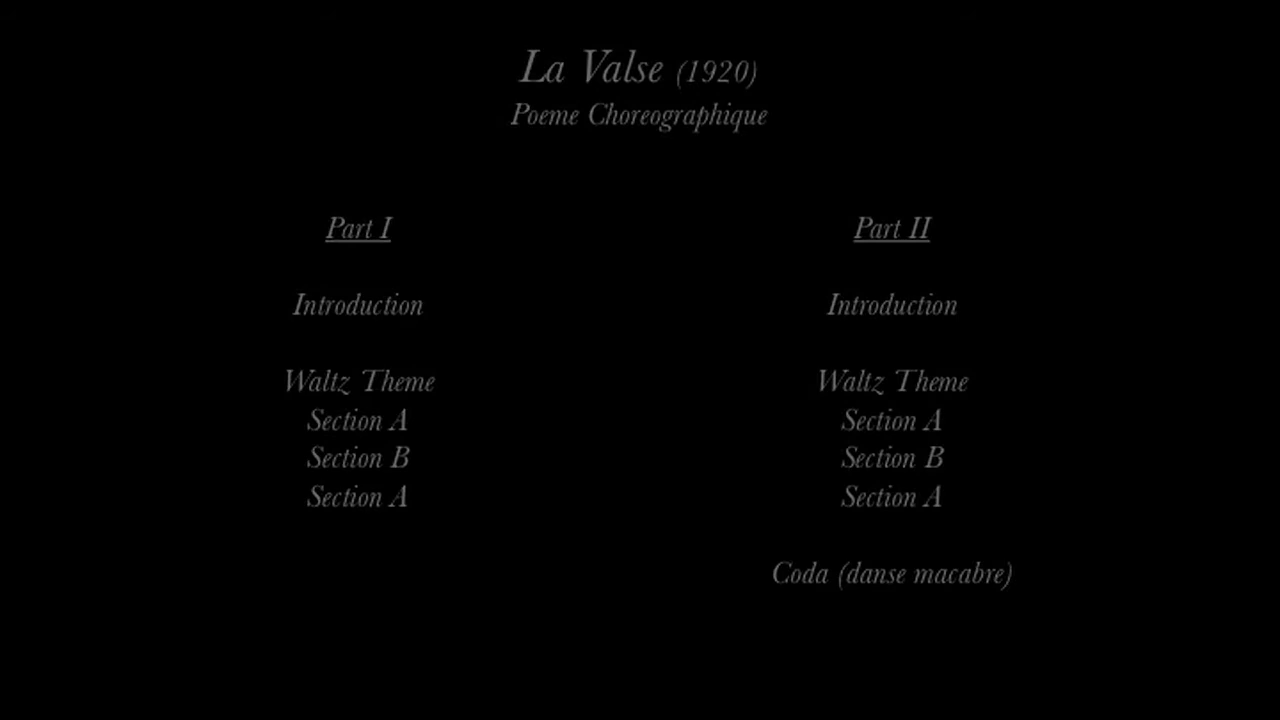 La Valse (1920)
Poeme Choreographique
Part I
Introduction
Waltz Theme
Section A
Section B
Section A
Part II
Introduction
Waltz Theme
Section A
Section B
Section A
Coda (danse macabre)